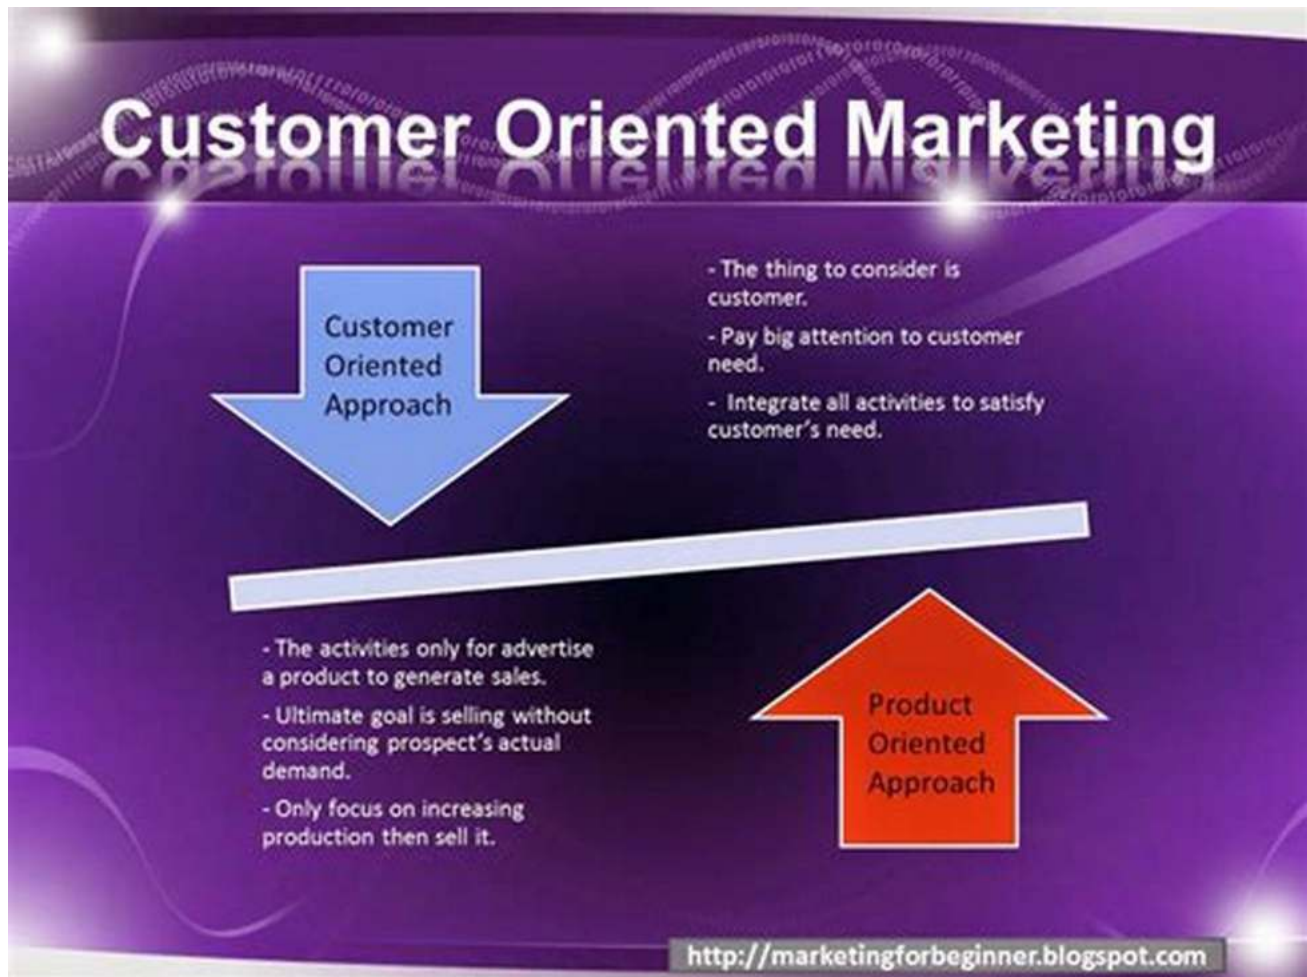 Customer Oriented Marketing
Customer
Oriented
Approach
- The thing to consider is
customer.
- Pay big attention to customer
need.
- Integrate all activities to satisfy
customer's need.
- The activities only for advertise
a product to generate sales.
- Ultimate goal is selling without
considering prospect's actual
demand.
- Only focus on increasing
production then sell it.
Product
Oriented
Approach
http://marketingforbeginner.blogspot.com